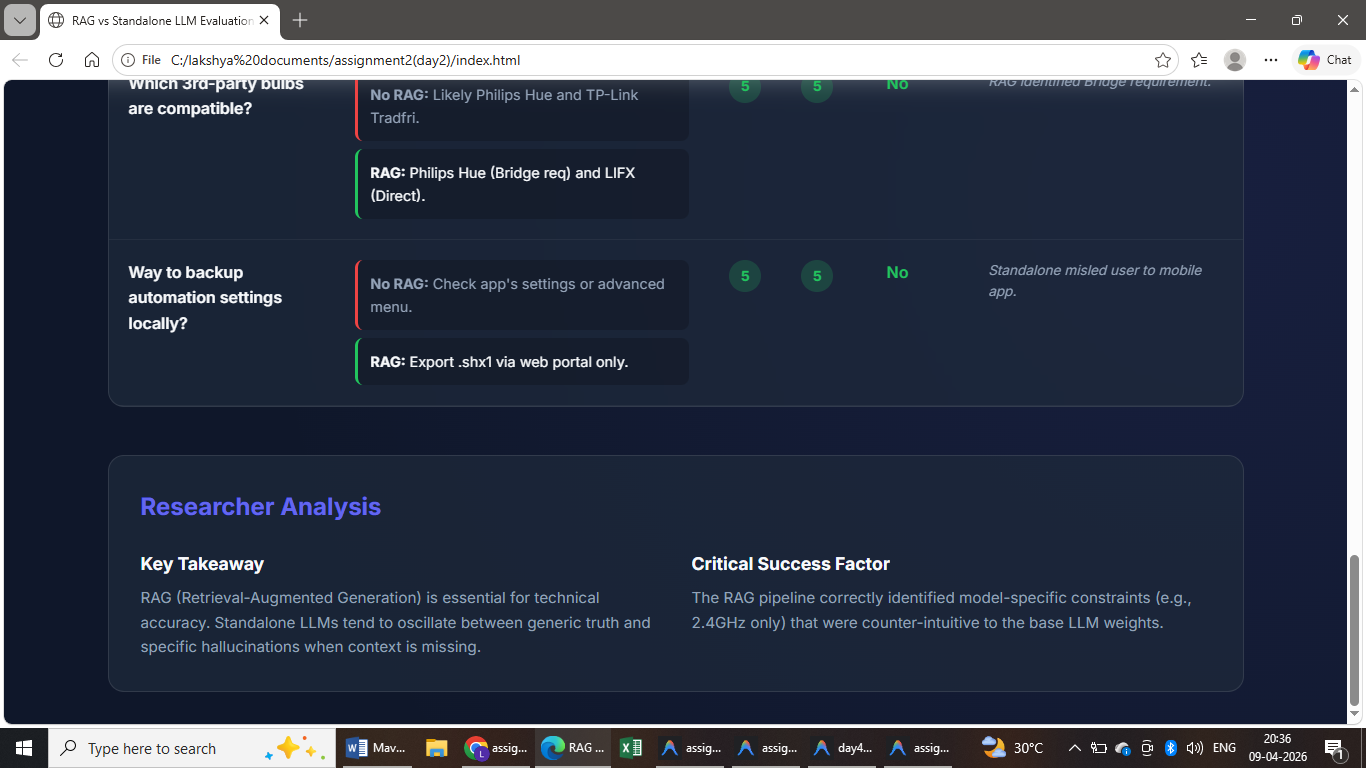 RAG vs Standalone LLM Evaluation
File
C:/lakshya%20documents/assignment2(day2)/index.html
Chat
Which 3rd-party bulbs
are compatible?
No RAG: Likely Philips Hue and TP-Link
Tradfri.
RAG: Philips Hue (Bridge req) and LIFX
(Direct).
5
5
No
RAG identified Bridge requirement.
Way to backup
automation settings
locally?
No RAG: Check app's settings or advanced
menu.
RAG: Export .shx1 via web portal only.
5
5
No
Standalone misled user to mobile
app.
Researcher Analysis
Key Takeaway
RAG (Retrieval-Augmented Generation) is essential for technical
accuracy. Standalone LLMs tend to oscillate between generic truth and
specific hallucinations when context is missing.
Critical Success Factor
The RAG pipeline correctly identified model-specific constraints (e.g.,
2.4GHz only) that were counter-intuitive to the base LLM weights.
Type here to search
Mav...
assig...
RAG ...
assig...
assig...
day4...
assig...
30°C
ENG
20:36
09-04-2026
1